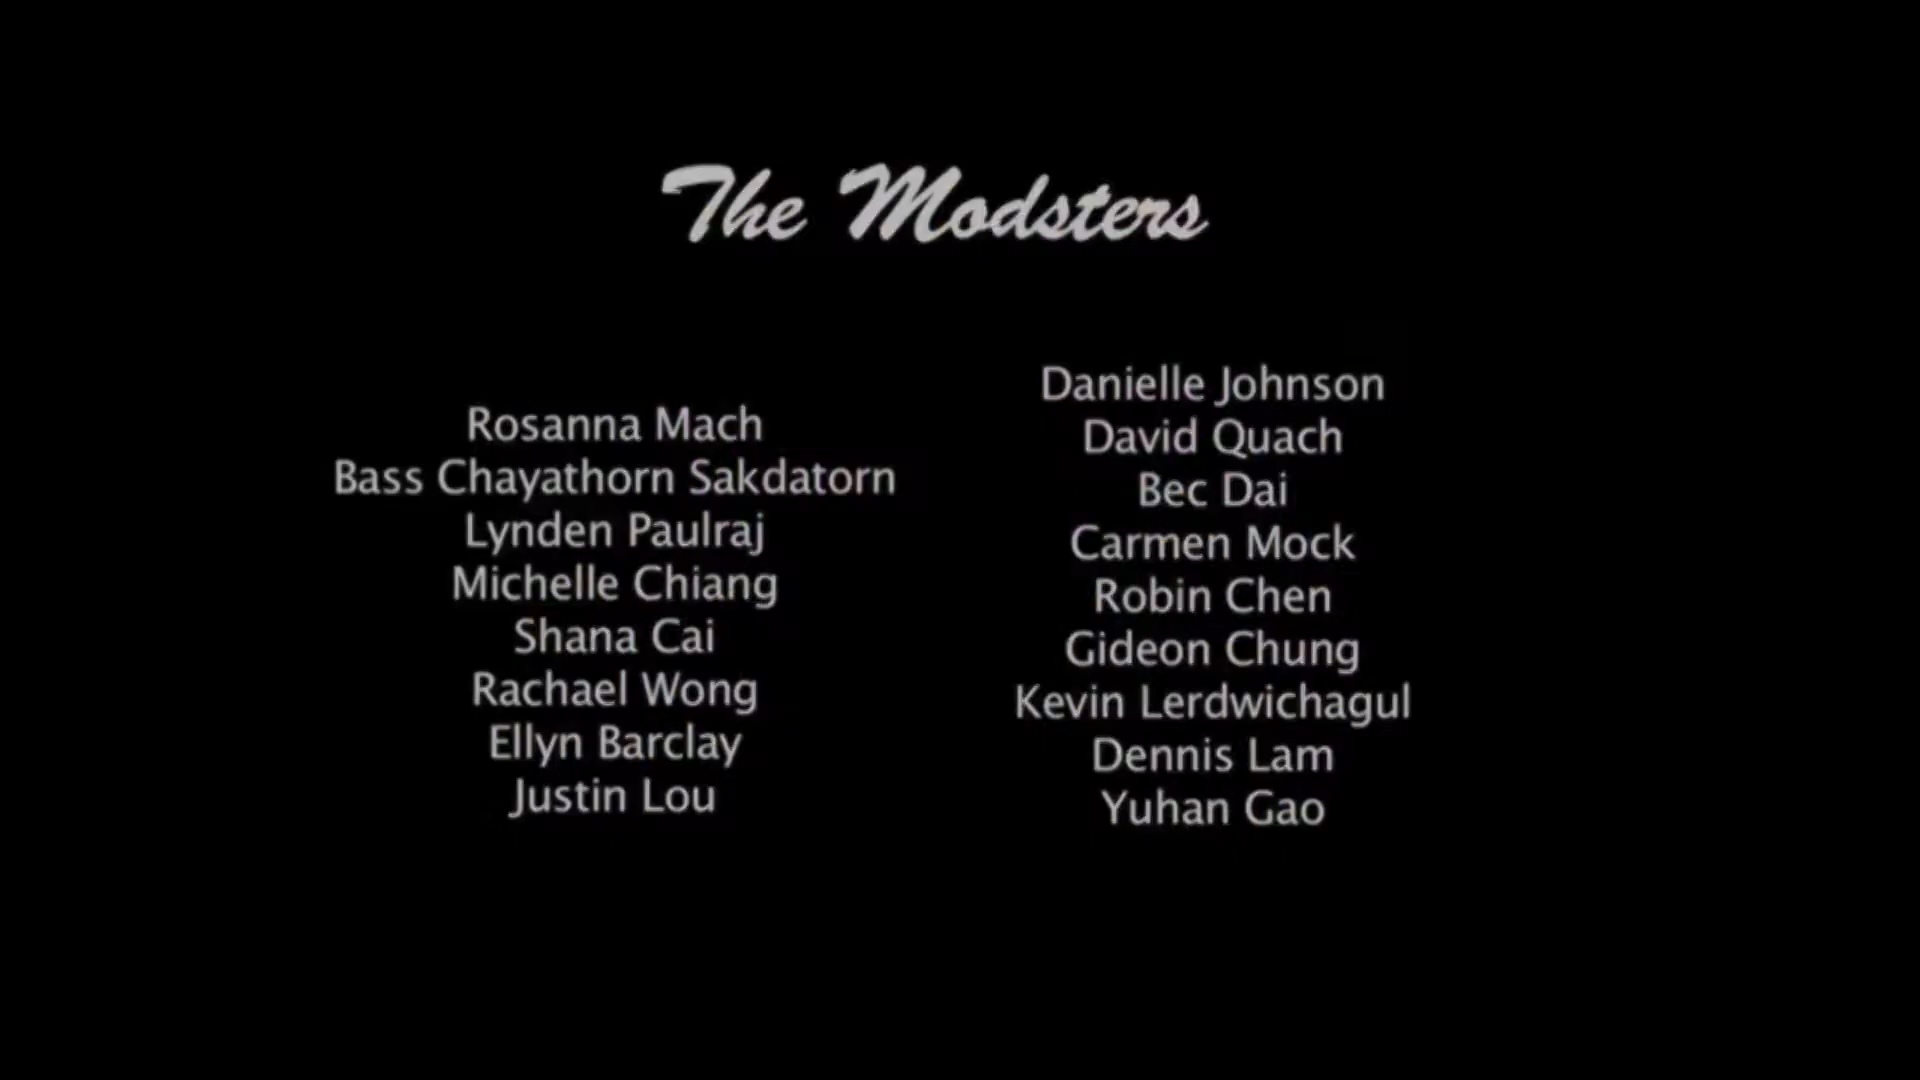 The Modsters
Rosanna Mach
Bass Chayathorn Sakdatorn
Lynden Paulraj
Michelle Chiang
Shana Cai
Rachael Wong
Ellyn Barclay
Justin Lou
Danielle Johnson
David Quach
Bec Dai
Carmen Mock
Robin Chen
Gideon Chung
Kevin Lerdwichagul
Dennis Lam
Yuhan Gao